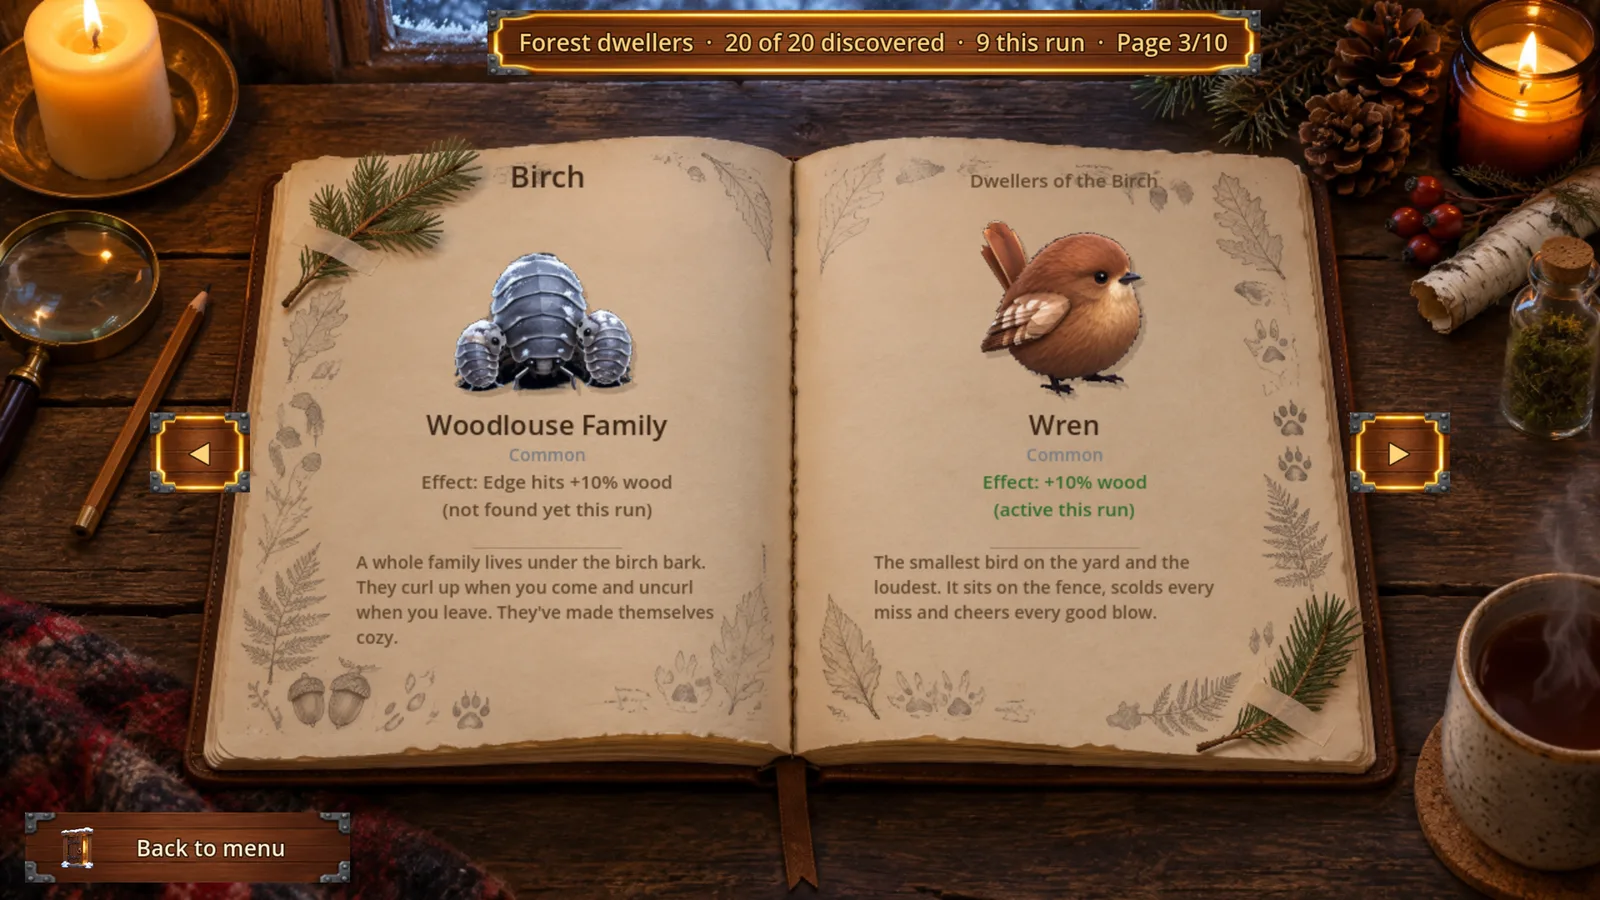 Forest dwellers · 20 of 20 discovered · 9 this run · Page 3/10
Birch
Woodlouse Family
Common
Effect: Edge hits +10% wood
(not found yet this run)
A whole family lives under the birch bark.
They curl up when you come and uncurl
when you leave. They've made themselves
cozy.
Dwellers of the Birch
Wren
Common
Effect: +10% wood
(active this run)
The smallest bird on the yard and the
loudest. It sits on the fence, scolds every
miss and cheers every good blow.
Back to menu